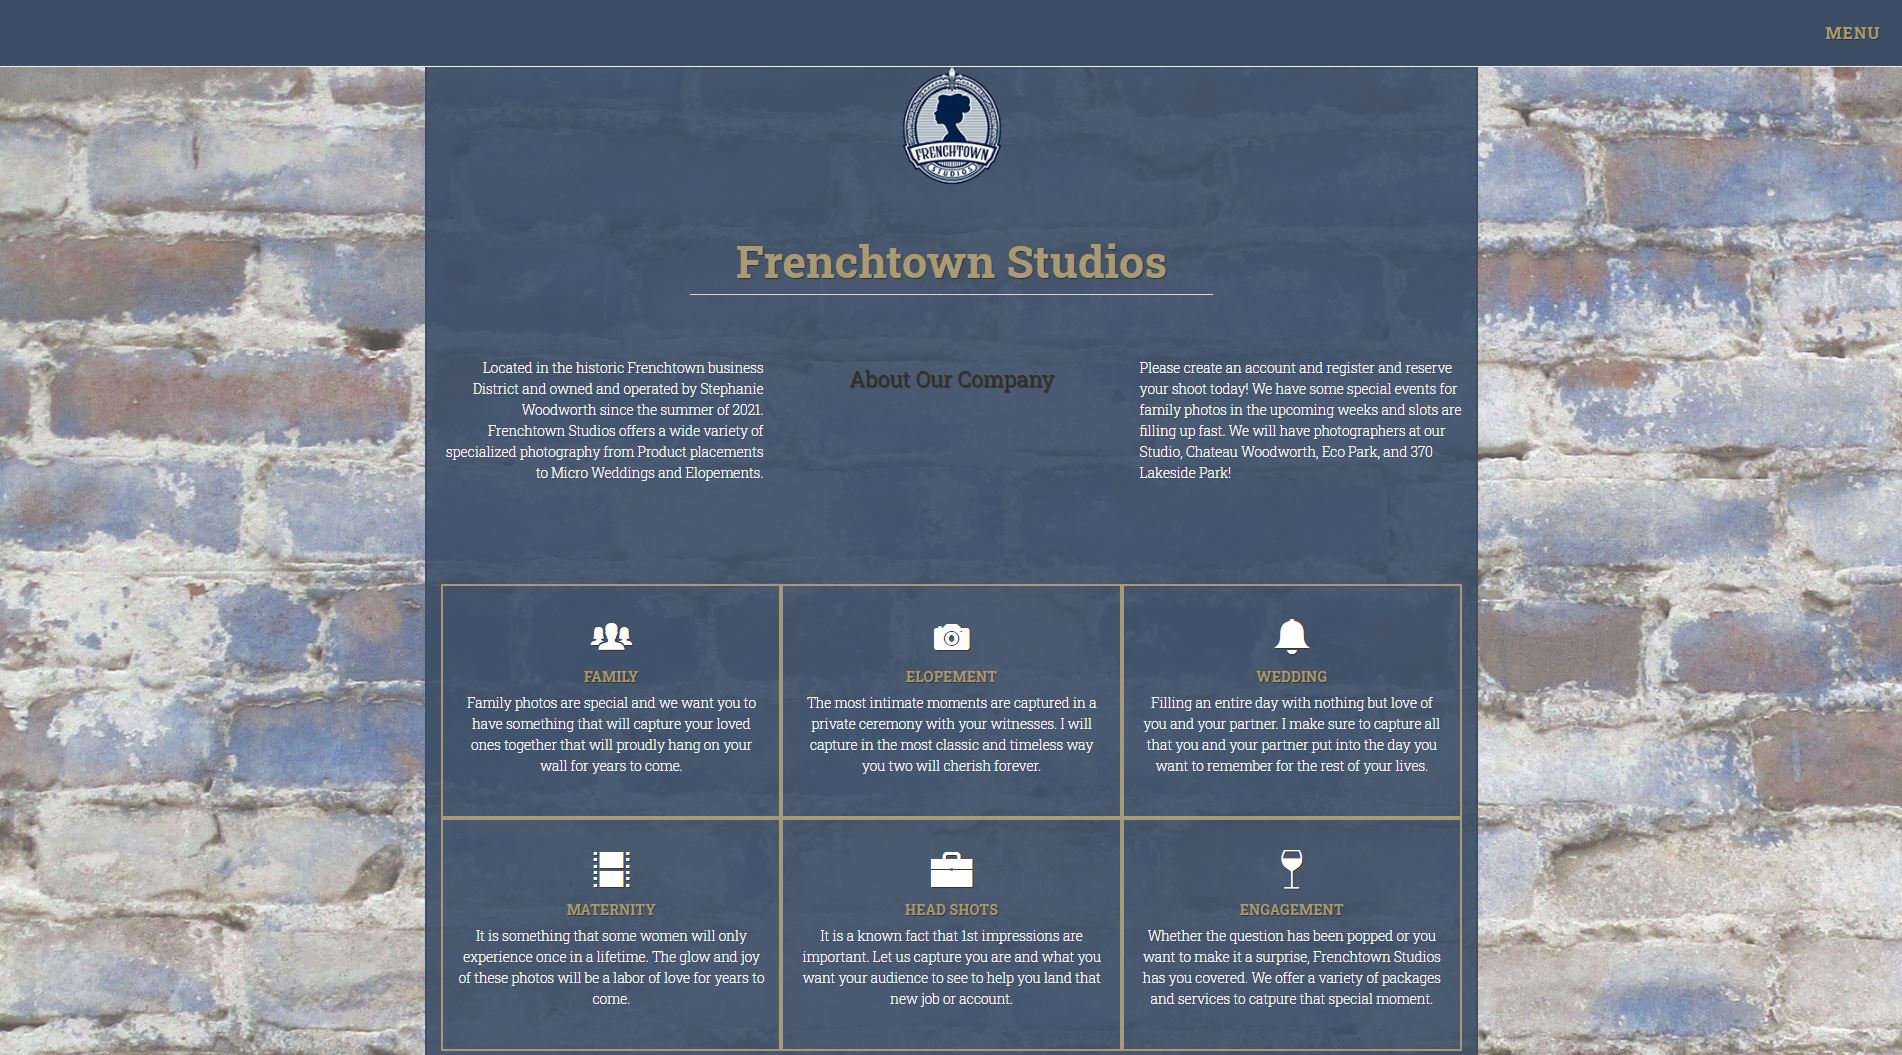 MENU
FRENCHTOWN
STUDIOS
Frenchtown Studios
Located in the historic Frenchtown business
District and owned and operated by Stephanie
Woodworth since the summer of 2021.
Frenchtown Studios offers a wide variety of
specialized photography from Product placements
to Micro Weddings and Elopements.
About Our Company
Please create an account and register and reserve
your shoot today! We have some special events for
family photos in the upcoming weeks and slots are
filling up fast. We will have photographers at our
Studio, Chateau Woodworth, Eco Park, and 370
Lakeside Park!
FAMILY
Family photos are special and we want you to
have something that will capture your loved
ones together that will proudly hang on your
wall for years to come.
ELOPEMENT
The most intimate moments are captured in a
private ceremony with your witnesses. I will
capture in the most classic and timeless way
you two will cherish forever.
WEDDING
Filling an entire day with nothing but love of
you and your partner. I make sure to capture all
that you and your partner put into the day you
want to remember for the rest of your lives.
MATERNITY
It is something that some women will only
experience once in a lifetime. The glow and joy
of these photos will be a labor of love for years to
come.
HEAD SHOTS
It is a known fact that 1st impressions are
important. Let us capture you are and what you
want your audience to see to help you land that
new job or account.
ENGAGEMENT
Whether the question has been popped or you
want to make it a surprise, Frenchtown Studios
has you covered. We offer a variety of packages
and services to catpure that special moment.